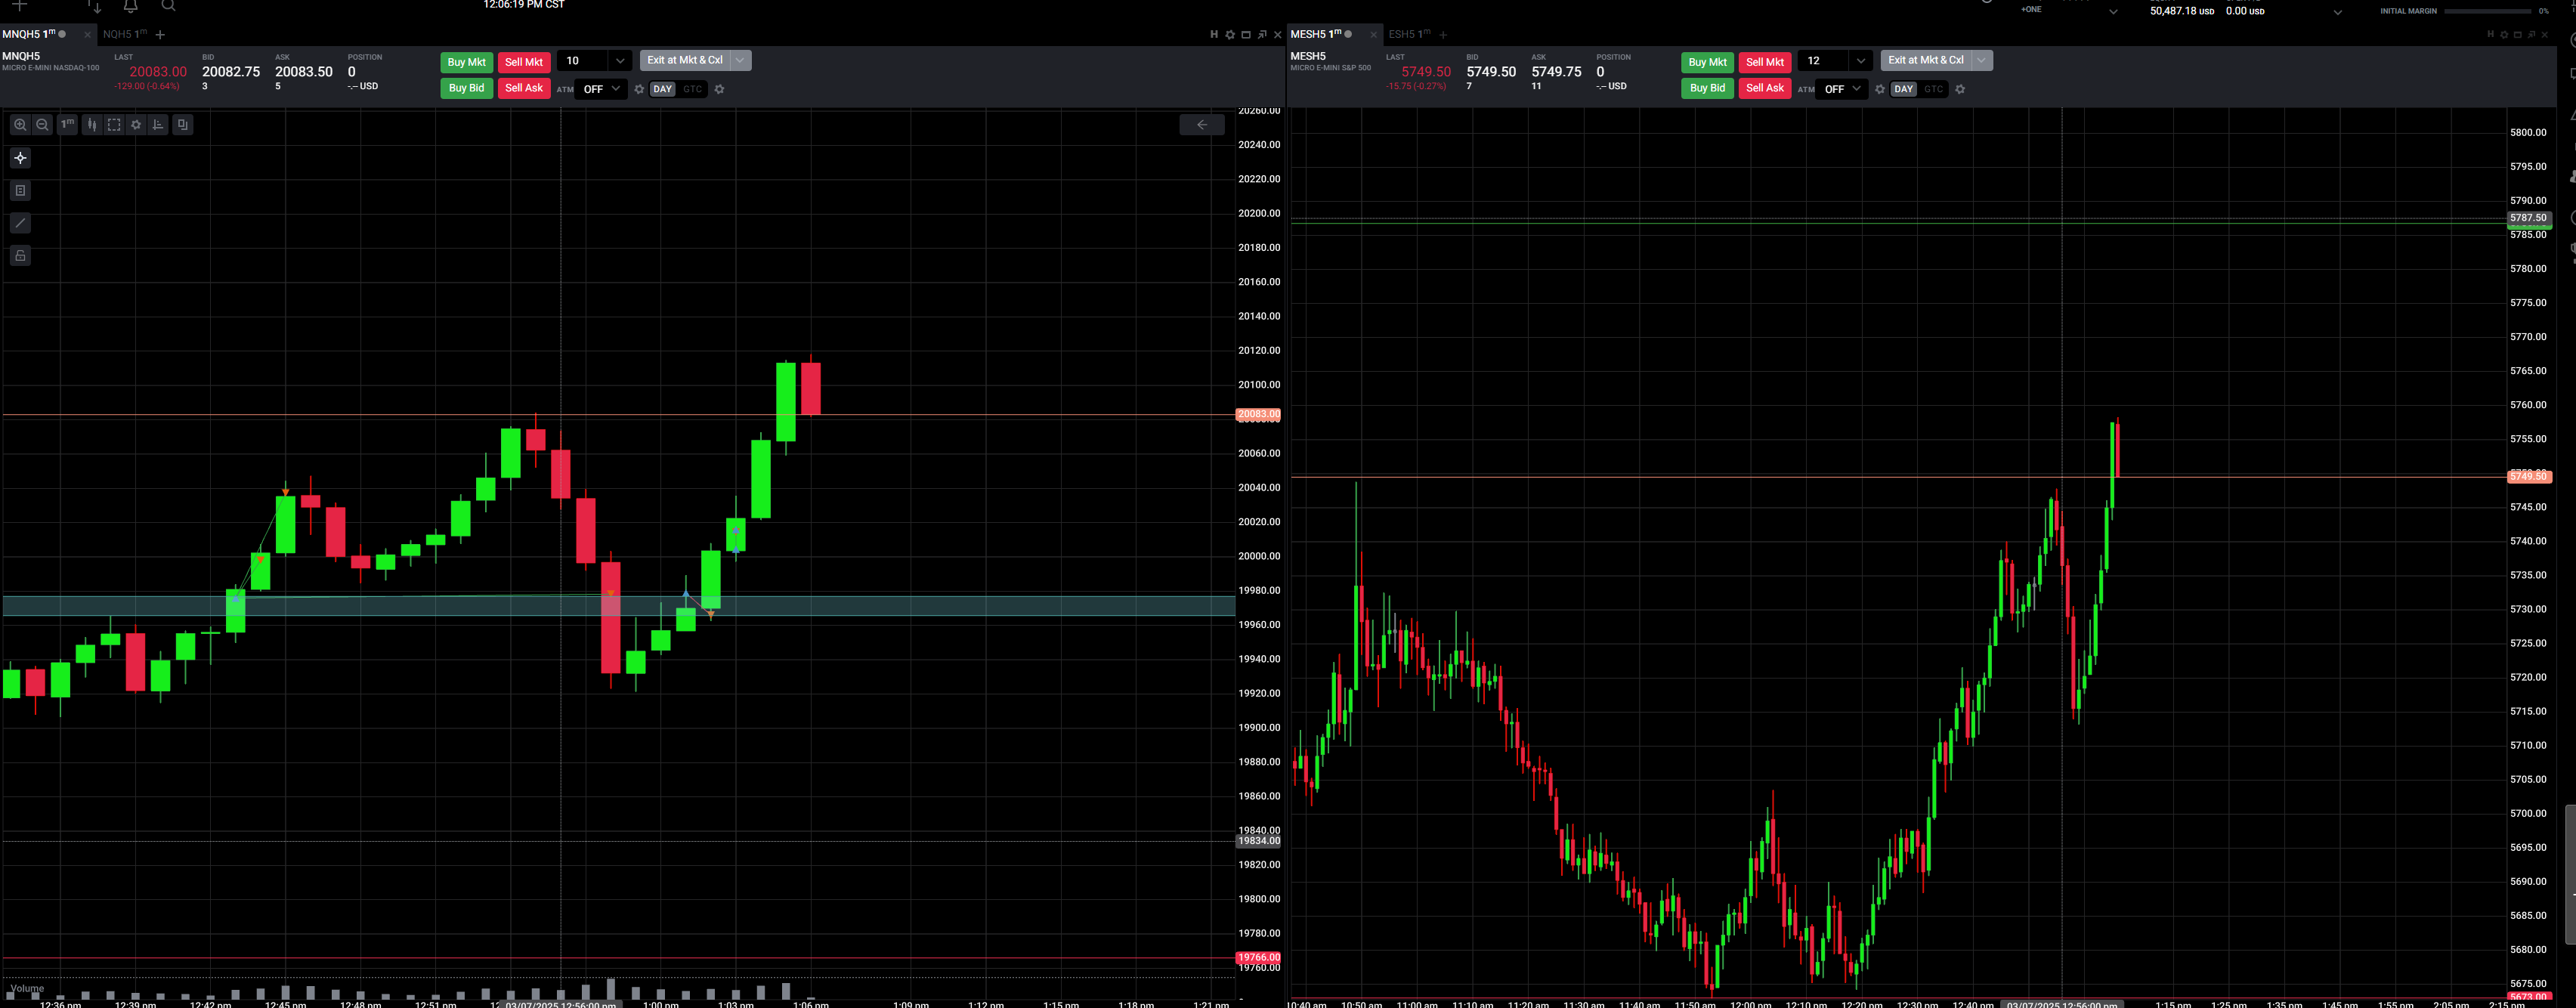 12:06:19 PM CST
+ONE
50,487.18 USD 0.00 USD
INITIAL MARGIN 0%
MNQH5 1m NQH5 1m
MNQH5
MICRO E-MINI NASDAQ-100
LAST BID ASK POSITION
20083.00 20082.75 20083.50 0
-129.00 (-0.64%) 3 5 -.-- USD
Buy Mkt Sell Mkt 10 Exit at Mkt & Cxl
Buy Bid Sell Ask ATM OFF DAY GTC
H
1m
20260.00
20240.00
20220.00
20200.00
20180.00
20160.00
20140.00
20120.00
20100.00
20083.00
20060.00
20040.00
20020.00
20000.00
19980.00
19960.00
19940.00
19920.00
19900.00
19880.00
19860.00
19840.00
19834.00
19820.00
19800.00
19780.00
19766.00
19760.00
Volume
12:36 pm 12:39 pm 12:42 pm 12:45 pm 12:48 pm 12:51 pm 03/07/2025 12:56:00 pm 1:00 pm 1:03 pm 1:06 pm 1:09 pm 1:12 pm 1:15 pm 1:18 pm 1:21 pm
MESH5 1m ESH5 1m
MESH5
MICRO E-MINI S&P 500
LAST BID ASK POSITION
5749.50 5749.50 5749.75 0
-15.75 (-0.27%) 7 11 -.-- USD
Buy Mkt Sell Mkt 12 Exit at Mkt & Cxl
Buy Bid Sell Ask ATM OFF DAY GTC
H
5800.00
5795.00
5790.00
5787.50
5785.00
5780.00
5775.00
5770.00
5765.00
5760.00
5755.00
5749.50
5745.00
5740.00
5735.00
5730.00
5725.00
5720.00
5715.00
5710.00
5705.00
5700.00
5695.00
5690.00
5685.00
5680.00
5675.00
5673.00
10:40 am 10:50 am 11:00 am 11:10 am 11:20 am 11:30 am 11:40 am 11:50 am 12:00 pm 12:10 pm 12:20 pm 12:30 pm 12:40 pm 03/07/2025 12:56:00 pm 1:15 pm 1:25 pm 1:35 pm 1:45 pm 1:55 pm 2:05 pm